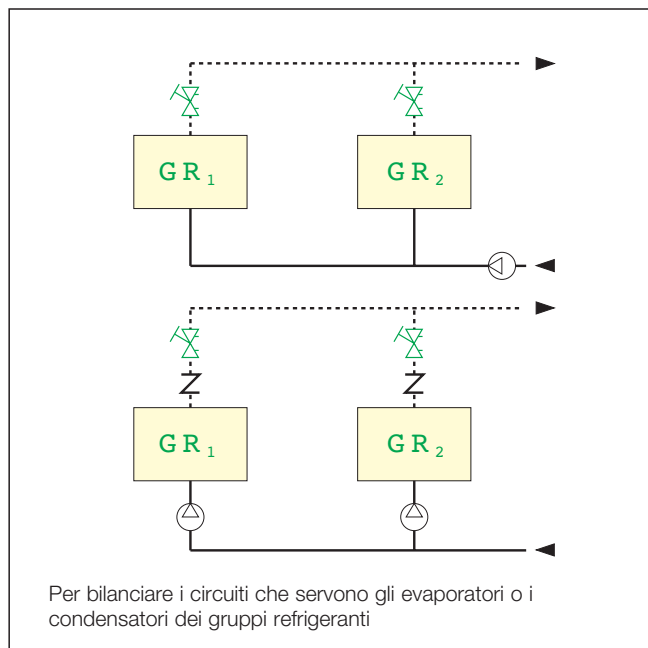 GR1 GR2
GR1 GR2
Per bilanciare i circuiti che servono gli evaporatori o i
condensatori dei gruppi refrigeranti